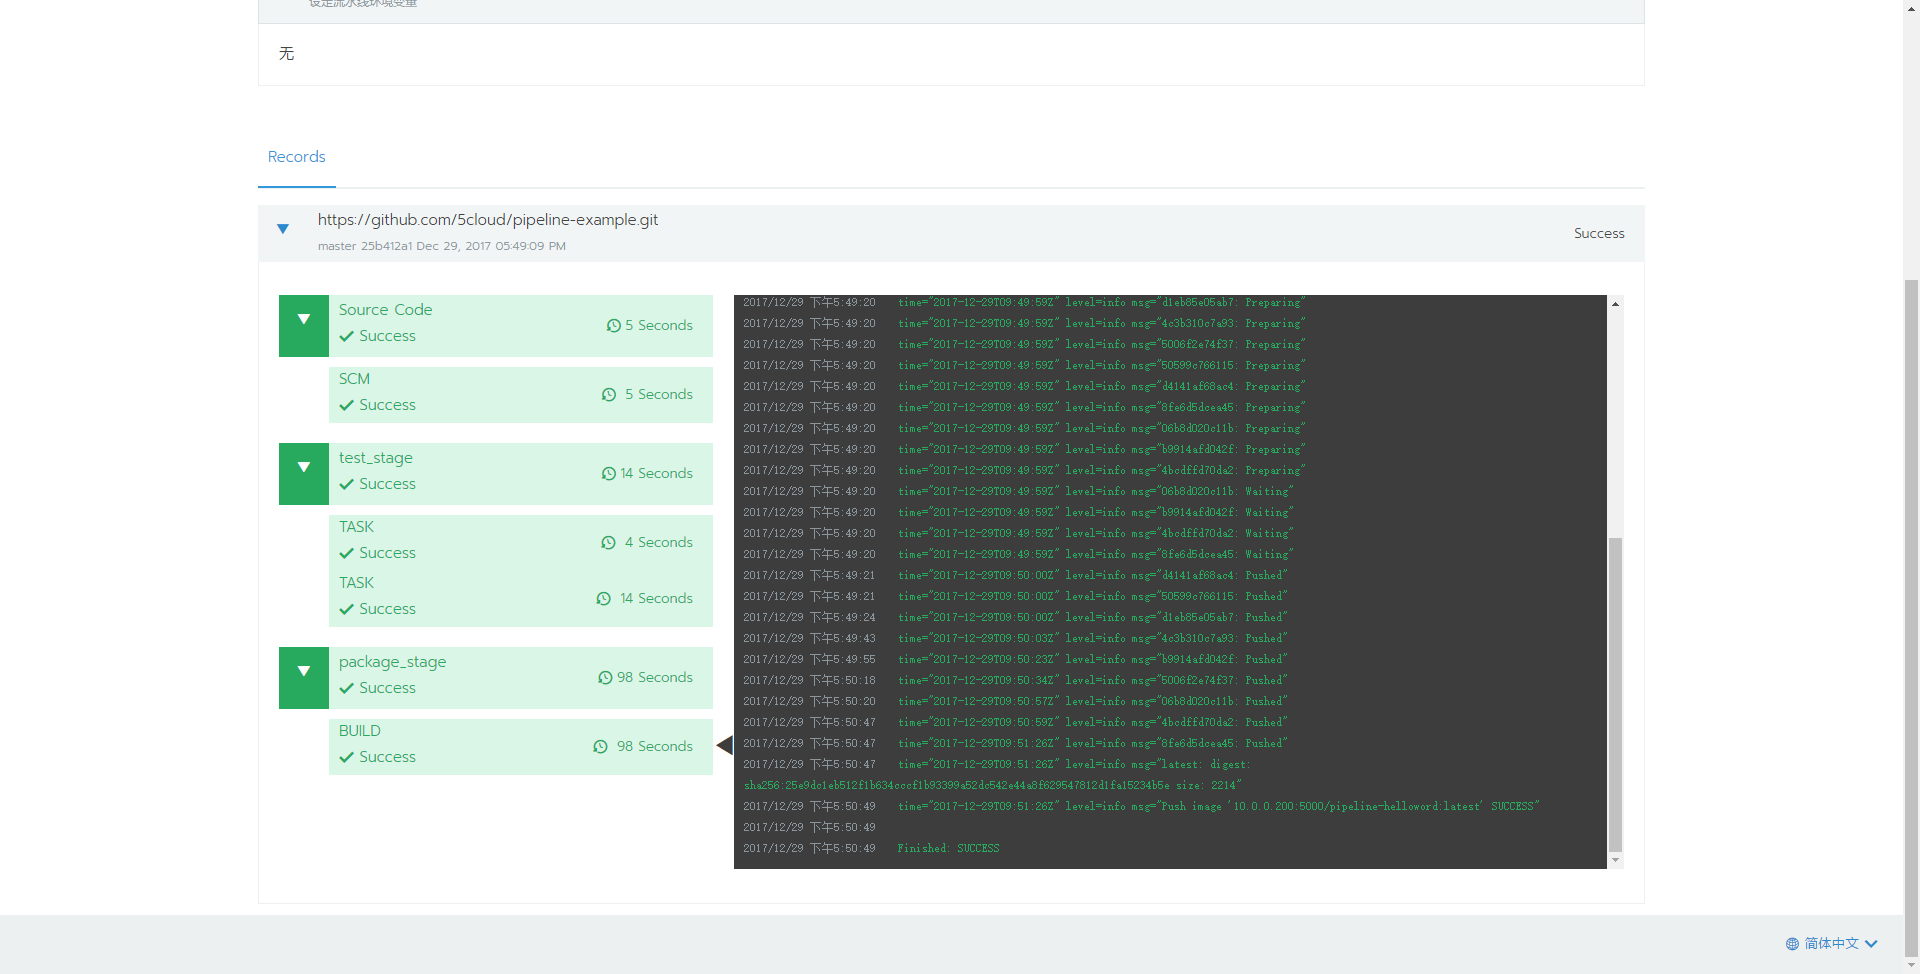 设定流水线环境变量
无
Records
https://github.com/5cloud/pipeline-example.git
master 25b412a1 Dec 29, 2017 05:49:09 PM
Success
Source Code
Success
5 Seconds
SCM
Success
5 Seconds
test_stage
Success
14 Seconds
TASK
Success
4 Seconds
TASK
Success
14 Seconds
package_stage
Success
98 Seconds
BUILD
Success
98 Seconds
2017/12/29 下午5:49:20 time="2017-12-29T09:49:59Z" level=info msg="d1eb85e05ab7: Preparing"
2017/12/29 下午5:49:20 time="2017-12-29T09:49:59Z" level=info msg="4c3b310c7a93: Preparing"
2017/12/29 下午5:49:20 time="2017-12-29T09:49:59Z" level=info msg="5006f2e74f37: Preparing"
2017/12/29 下午5:49:20 time="2017-12-29T09:49:59Z" level=info msg="50599c766115: Preparing"
2017/12/29 下午5:49:20 time="2017-12-29T09:49:59Z" level=info msg="d4141af68ac4: Preparing"
2017/12/29 下午5:49:20 time="2017-12-29T09:49:59Z" level=info msg="8fe6d5dcea45: Preparing"
2017/12/29 下午5:49:20 time="2017-12-29T09:49:59Z" level=info msg="06b8d020c11b: Preparing"
2017/12/29 下午5:49:20 time="2017-12-29T09:49:59Z" level=info msg="b9914afd042f: Preparing"
2017/12/29 下午5:49:20 time="2017-12-29T09:49:59Z" level=info msg="4bcdffd70da2: Preparing"
2017/12/29 下午5:49:20 time="2017-12-29T09:49:59Z" level=info msg="06b8d020c11b: Waiting"
2017/12/29 下午5:49:20 time="2017-12-29T09:49:59Z" level=info msg="b9914afd042f: Waiting"
2017/12/29 下午5:49:20 time="2017-12-29T09:49:59Z" level=info msg="4bcdffd70da2: Waiting"
2017/12/29 下午5:49:20 time="2017-12-29T09:49:59Z" level=info msg="8fe6d5dcea45: Waiting"
2017/12/29 下午5:49:21 time="2017-12-29T09:50:00Z" level=info msg="d4141af68ac4: Pushed"
2017/12/29 下午5:49:21 time="2017-12-29T09:50:00Z" level=info msg="50599c766115: Pushed"
2017/12/29 下午5:49:24 time="2017-12-29T09:50:00Z" level=info msg="d1eb85e05ab7: Pushed"
2017/12/29 下午5:49:43 time="2017-12-29T09:50:03Z" level=info msg="4c3b310c7a93: Pushed"
2017/12/29 下午5:49:55 time="2017-12-29T09:50:23Z" level=info msg="b9914afd042f: Pushed"
2017/12/29 下午5:50:18 time="2017-12-29T09:50:34Z" level=info msg="5006f2e74f37: Pushed"
2017/12/29 下午5:50:20 time="2017-12-29T09:50:57Z" level=info msg="06b8d020c11b: Pushed"
2017/12/29 下午5:50:47 time="2017-12-29T09:50:59Z" level=info msg="4bcdffd70da2: Pushed"
2017/12/29 下午5:50:47 time="2017-12-29T09:51:26Z" level=info msg="8fe6d5dcea45: Pushed"
2017/12/29 下午5:50:47 time="2017-12-29T09:51:26Z" level=info msg="latest: digest:
sha256:25e9dc1eb512f1b634cccf1b93399a52dc542e44a8f629547812d1fa15234b5e size: 2214"
2017/12/29 下午5:50:49 time="2017-12-29T09:51:26Z" level=info msg="Push image '10.0.0.200:5000/pipeline-helloword:latest' SUCCESS"
2017/12/29 下午5:50:49
2017/12/29 下午5:50:49 Finished: SUCCESS
简体中文